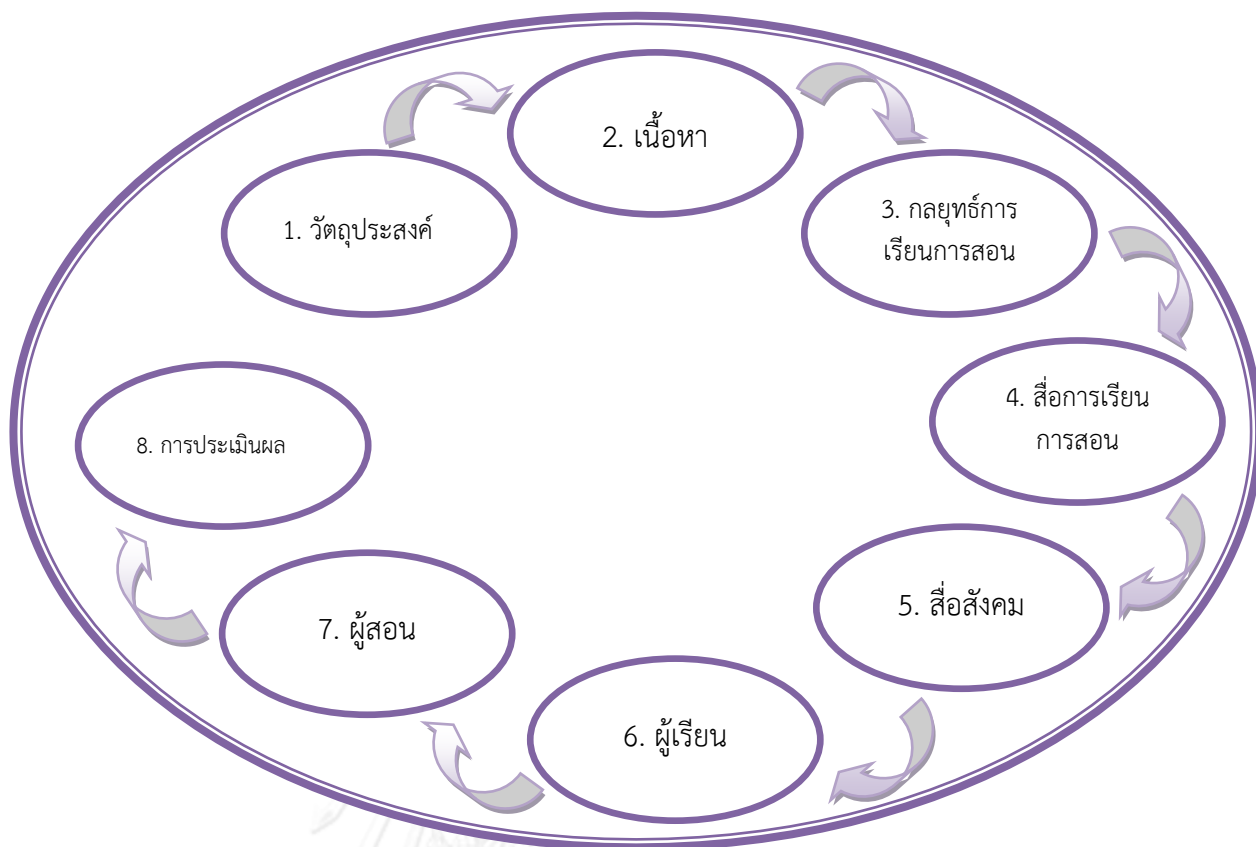 1. วัตถุประสงค์
2. เนื้อหา
3. กลยุทธ์การ
เรียนการสอน
4. สื่อการเรียน
การสอน
5. สื่อสังคม
6. ผู้เรียน
7. ผู้สอน
8. การประเมินผล